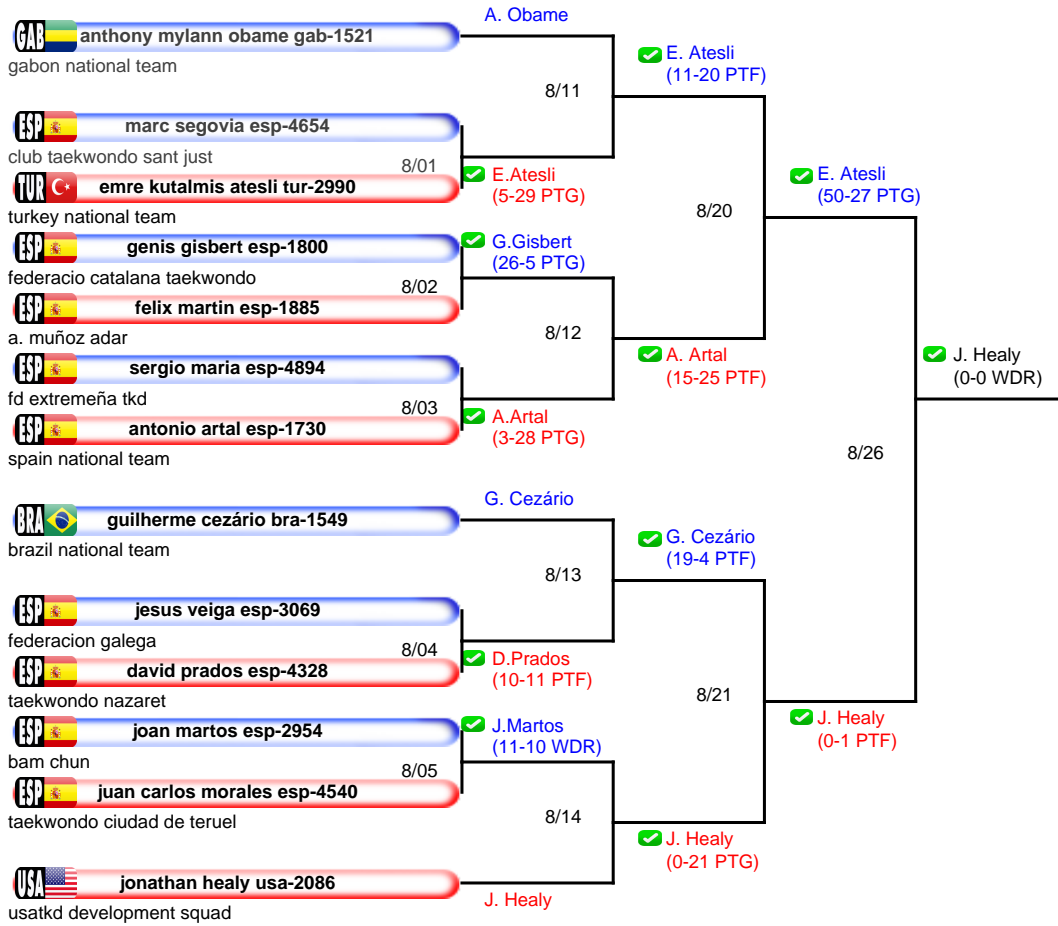 A. Obame
GAB anthony mylann obame gab-1521
gabon national team
E. Atesli
(11-20 PTF)
8/11
ESP marc segovia esp-4654
club taekwondo sant just
8/01
TUR emre kutalmis atesli tur-2990
turkey national team
E.Atesli
(5-29 PTG)
E. Atesli
(50-27 PTG)
8/20
ESP genis gisbert esp-1800
federacio catalana taekwondo
G.Gisbert
(26-5 PTG)
8/02
ESP felix martin esp-1885
a. muñoz adar
8/12
A. Artal
(15-25 PTF)
ESP sergio maria esp-4894
fd extremeña tkd
8/03
ESP antonio artal esp-1730
spain national team
A.Artal
(3-28 PTG)
J. Healy
(0-0 WDR)
8/26
G. Cezário
BRA guilherme cezário bra-1549
brazil national team
G. Cezário
(19-4 PTF)
8/13
ESP jesus veiga esp-3069
federacion galega
8/04
ESP david prados esp-4328
taekwondo nazaret
D.Prados
(10-11 PTF)
8/21
J. Healy
(0-1 PTF)
ESP joan martos esp-2954
bam chun
J.Martos
(11-10 WDR)
8/05
ESP juan carlos morales esp-4540
taekwondo ciudad de teruel
8/14
J. Healy
(0-21 PTG)
USA jonathan healy usa-2086
usatkd development squad
J. Healy